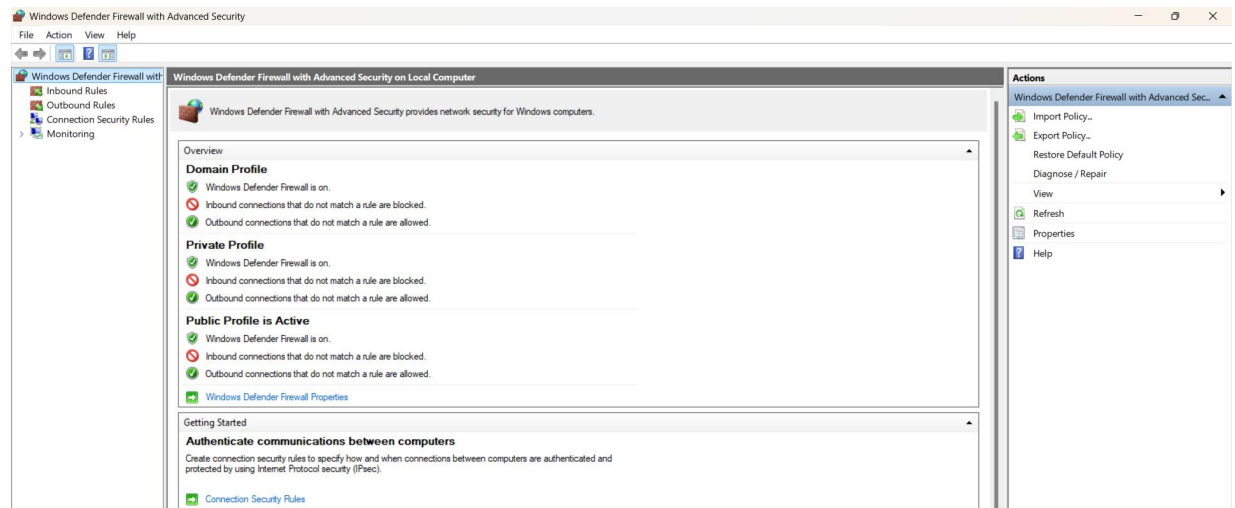 Windows Defender Firewall with Advanced Security
File Action View Help
Windows Defender Firewall with
Inbound Rules
Outbound Rules
Connection Security Rules
Monitoring
Windows Defender Firewall with Advanced Security on Local Computer
Windows Defender Firewall with Advanced Security provides network security for Windows computers.
Overview
Domain Profile
Windows Defender Firewall is on.
Inbound connections that do not match a rule are blocked.
Outbound connections that do not match a rule are allowed.
Private Profile
Windows Defender Firewall is on.
Inbound connections that do not match a rule are blocked.
Outbound connections that do not match a rule are allowed.
Public Profile is Active
Windows Defender Firewall is on.
Inbound connections that do not match a rule are blocked.
Outbound connections that do not match a rule are allowed.
Windows Defender Firewall Properties
Getting Started
Authenticate communications between computers
Create connection security rules to specify how and when connections between computers are authenticated and
protected by using Internet Protocol security (IPsec).
Connection Security Rules
Actions
Windows Defender Firewall with Advanced Sec...
Import Policy...
Export Policy...
Restore Default Policy
Diagnose / Repair
View
Refresh
Properties
Help